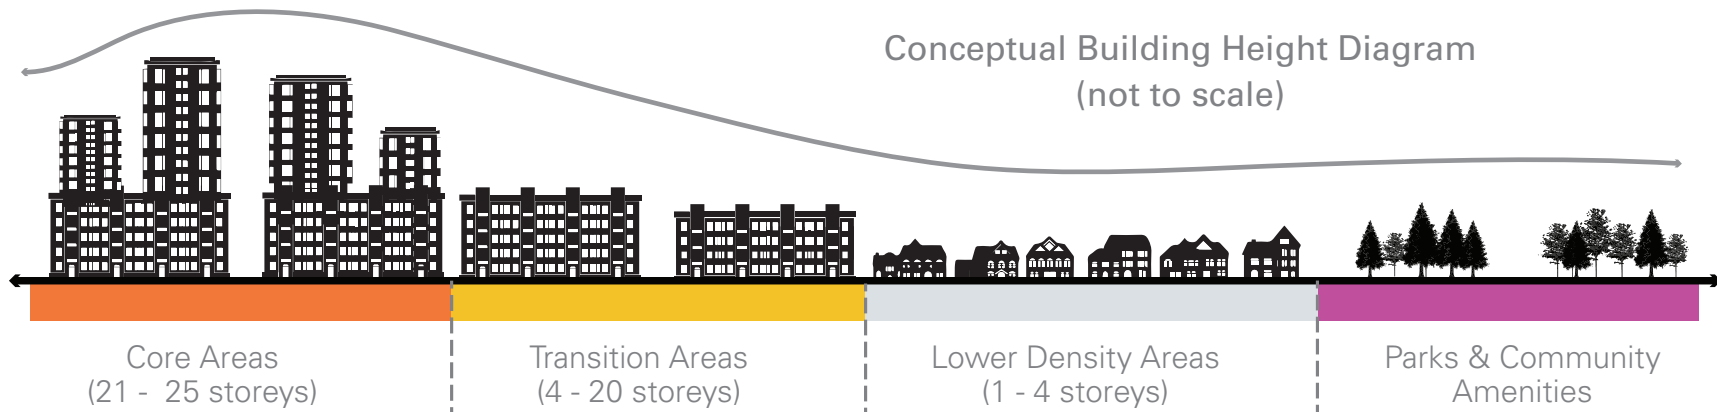 Conceptual Building Height Diagram
(not to scale)
Core Areas
(21 - 25 storeys)
Transition Areas
(4 - 20 storeys)
Lower Density Areas
(1 - 4 storeys)
Parks & Community
Amenities